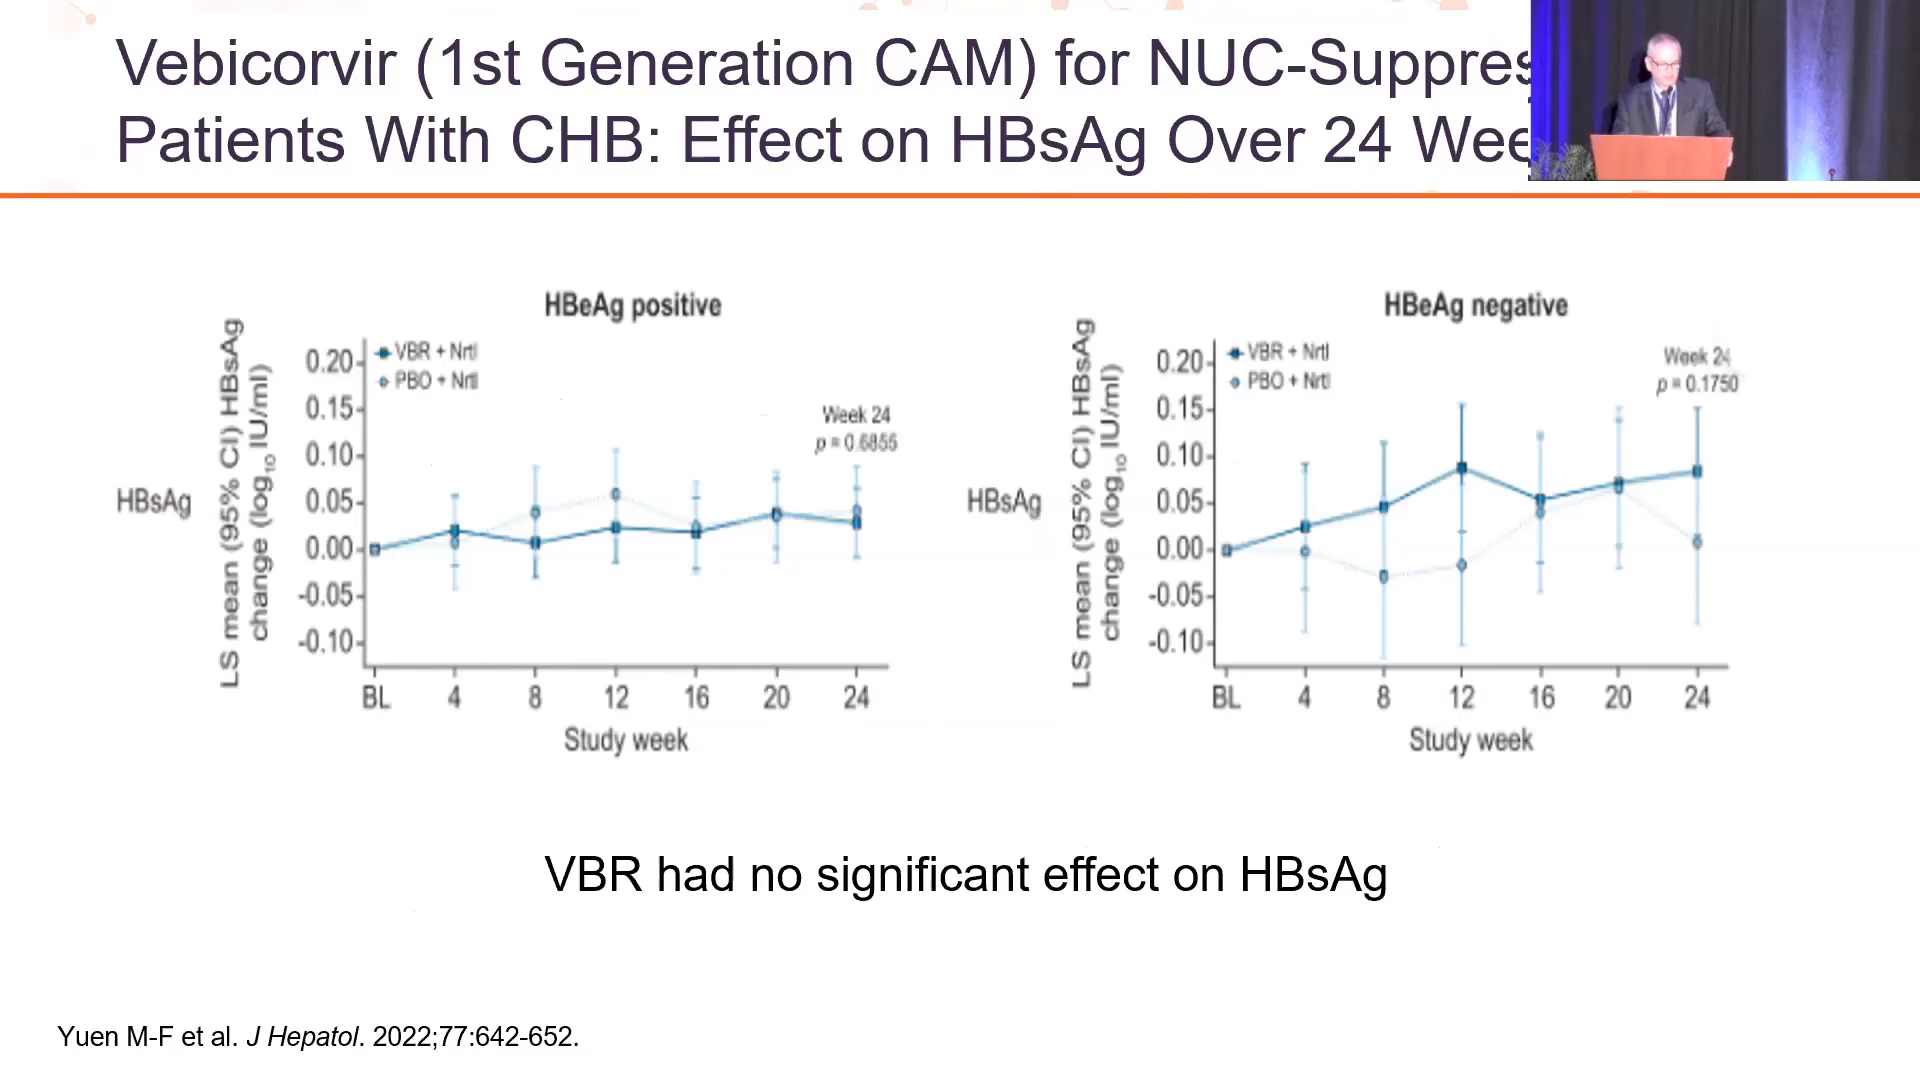 Vebicorvir (1st Generation CAM) for NUC-Suppres
Patients With CHB: Effect on HBsAg Over 24 Wee
HBeAg positive
HBsAg
LS mean (95% CI) HBsAg
change (log10 IU/ml)
0.20
0.15
0.10
0.05
0.00
-0.05
-0.10
VBR + NrtI
PBO + NrtI
Week 24
p = 0.6855
BL 4 8 12 16 20 24
Study week
HBeAg negative
HBsAg
LS mean (95% CI) HBsAg
change (log10 IU/ml)
0.20
0.15
0.10
0.05
0.00
-0.05
-0.10
VBR + NrtI
PBO + NrtI
Week 24
p = 0.1750
BL 4 8 12 16 20 24
Study week
VBR had no significant effect on HBsAg
Yuen M-F et al. J Hepatol. 2022;77:642-652.